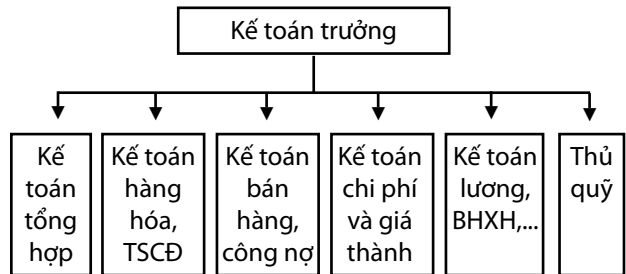 Kế toán trưởng
Kế
toán
tổng
hợp
Kế toán
hàng
hóa,
TSCĐ
Kế toán
bán
hàng,
công nợ
Kế toán
chi phí
và giá
thành
Kế toán
lương,
BHXH,...
Thủ
quỹ